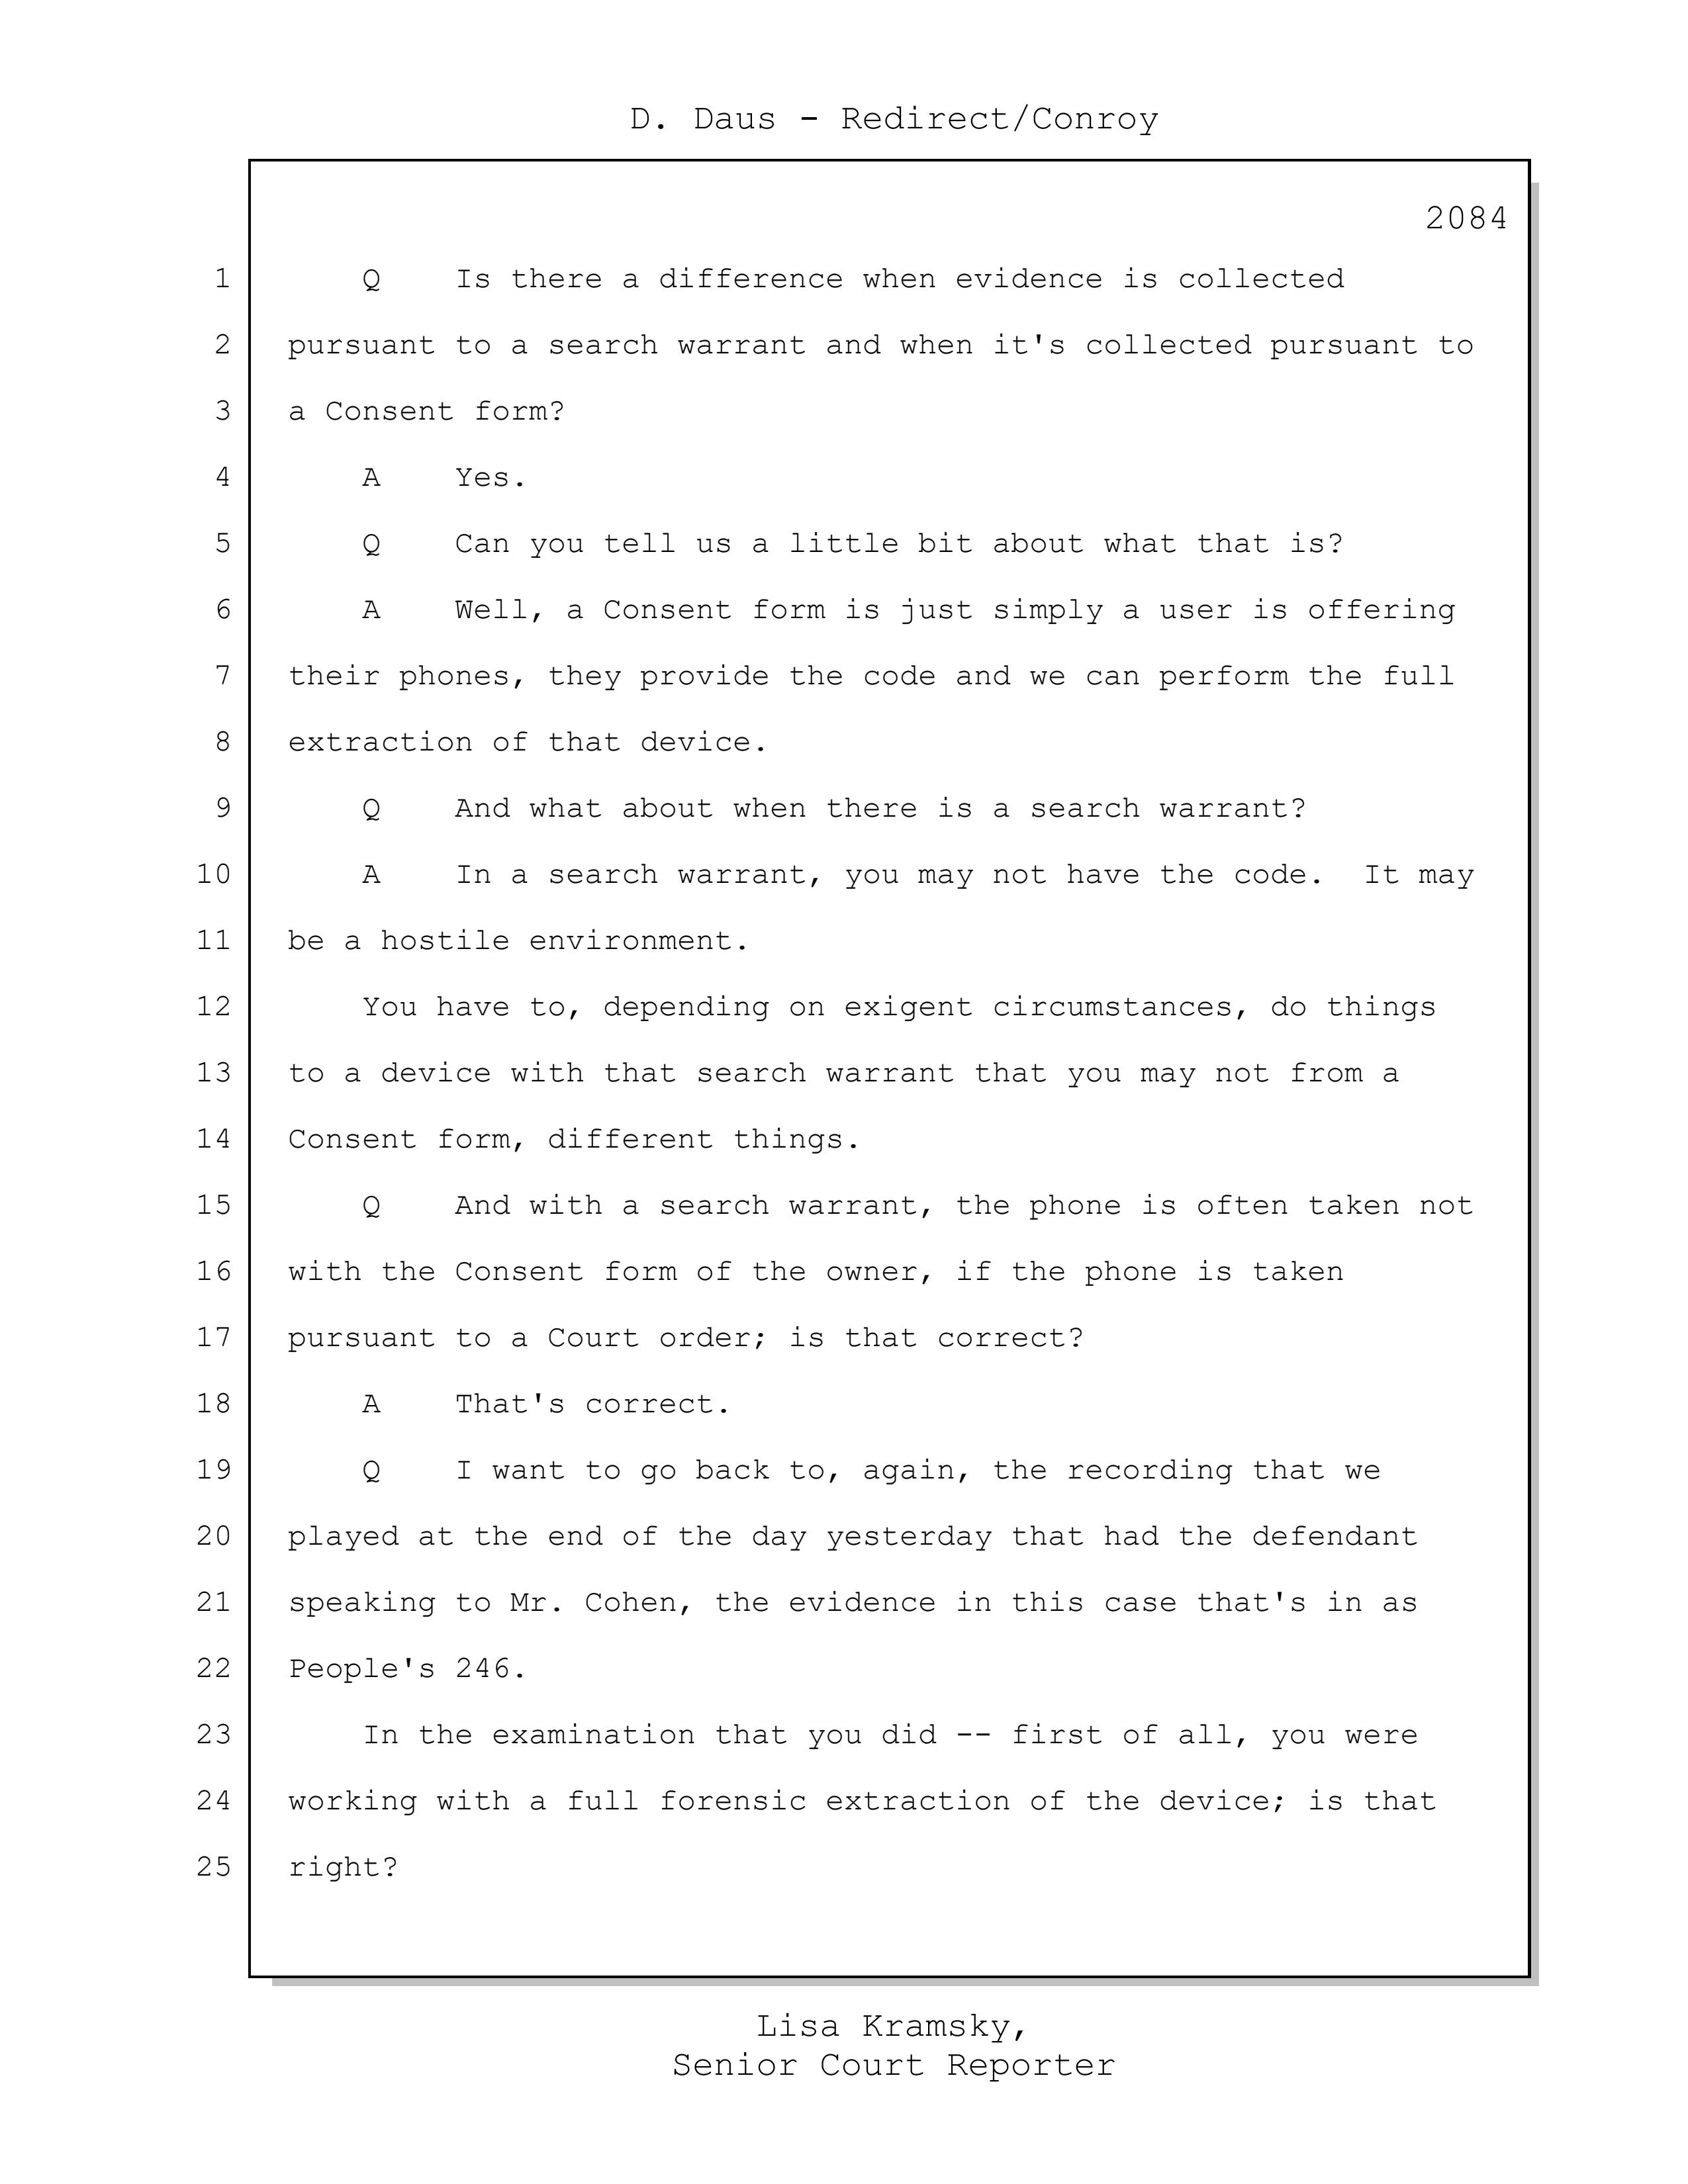 D. Daus - Redirect/Conroy
2084
1 Q Is there a difference when evidence is collected
2 pursuant to a search warrant and when it's collected pursuant to
3 a Consent form?
4 A Yes.
5 Q Can you tell us a little bit about what that is?
6 A Well, a Consent form is just simply a user is offering
7 their phones, they provide the code and we can perform the full
8 extraction of that device.
9 Q And what about when there is a search warrant?
10 A In a search warrant, you may not have the code. It may
11 be a hostile environment.
12 You have to, depending on exigent circumstances, do things
13 to a device with that search warrant that you may not from a
14 Consent form, different things.
15 Q And with a search warrant, the phone is often taken not
16 with the Consent form of the owner, if the phone is taken
17 pursuant to a Court order; is that correct?
18 A That's correct.
19 Q I want to go back to, again, the recording that we
20 played at the end of the day yesterday that had the defendant
21 speaking to Mr. Cohen, the evidence in this case that's in as
22 People's 246.
23 In the examination that you did -- first of all, you were
24 working with a full forensic extraction of the device; is that
25 right?
Lisa Kramsky,
Senior Court Reporter